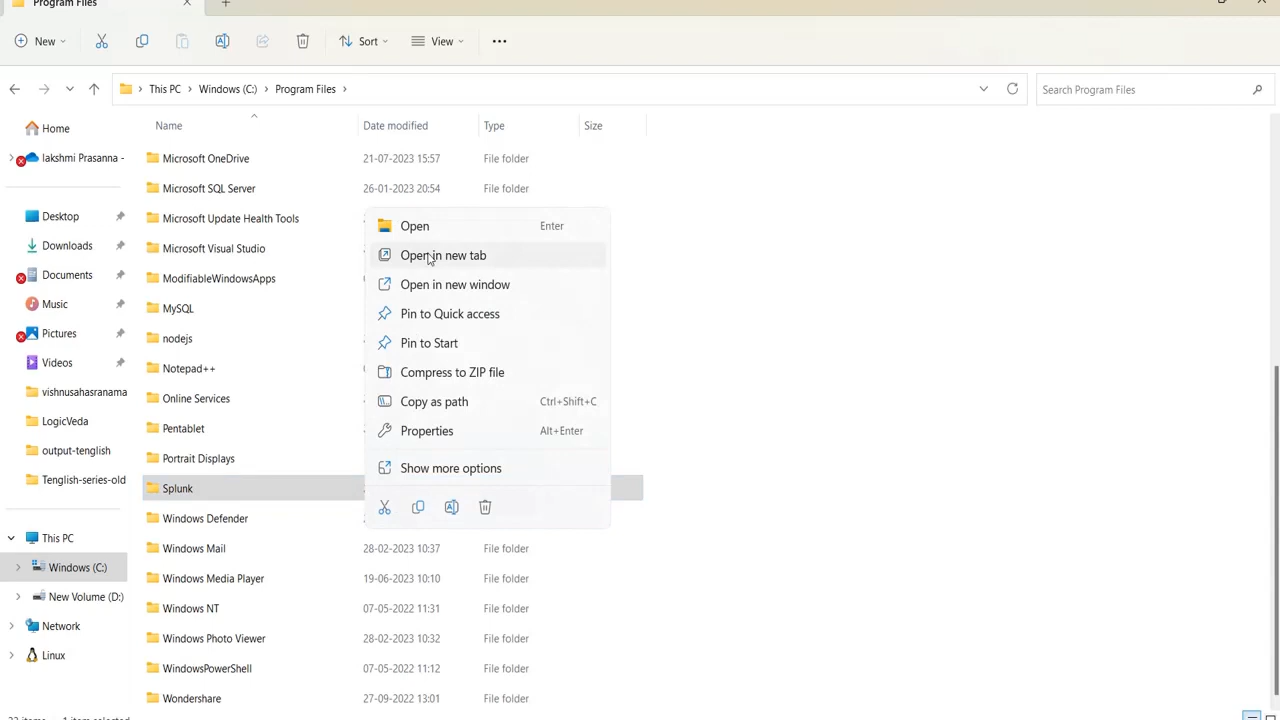 Program Files
New
Sort
View
This PC
Windows (C:)
Program Files
Search Program Files
Name
Date modified
Type
Size
Home
lakshmi Prasanna -
Desktop
Downloads
Documents
Music
Pictures
Videos
vishnusahasranama
LogicVeda
output-tenglish
Tenglish-series-old
This PC
Windows (C:)
New Volume (D:)
Network
Linux
Microsoft OneDrive 21-07-2023 15:57 File folder
Microsoft SQL Server 26-01-2023 20:54 File folder
Microsoft Update Health Tools
Microsoft Visual Studio
ModifiableWindowsApps
MySQL
nodejs
Notepad++
Online Services
Pentablet
Portrait Displays
Splunk
Windows Defender
Windows Mail 28-02-2023 10:37 File folder
Windows Media Player 19-06-2023 10:10 File folder
Windows NT 07-05-2022 11:31 File folder
Windows Photo Viewer 28-02-2023 10:32 File folder
WindowsPowerShell 07-05-2022 11:12 File folder
Wondershare 27-09-2022 13:01 File folder
Open Enter
Open in new tab
Open in new window
Pin to Quick access
Pin to Start
Compress to ZIP file
Copy as path Ctrl+Shift+C
Properties Alt+Enter
Show more options